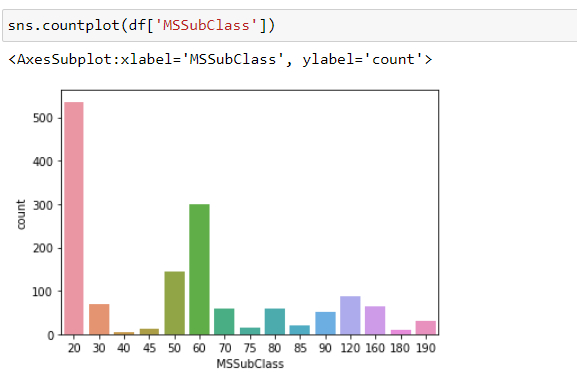 sns.countplot(df['MSSubClass'])
<AxesSubplot:xlabel='MSSubClass', ylabel='count'>
500
400
300
200
100
0
count
20 30 40 45 50 60 70 75 80 85 90 120 160 180 190
MSSubClass